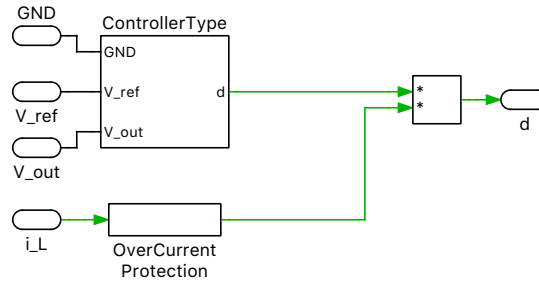 GND
ControllerType
GND
V_ref
d
V_ref
V_out
V_out
*
*
d
i_L
OverCurrent
Protection